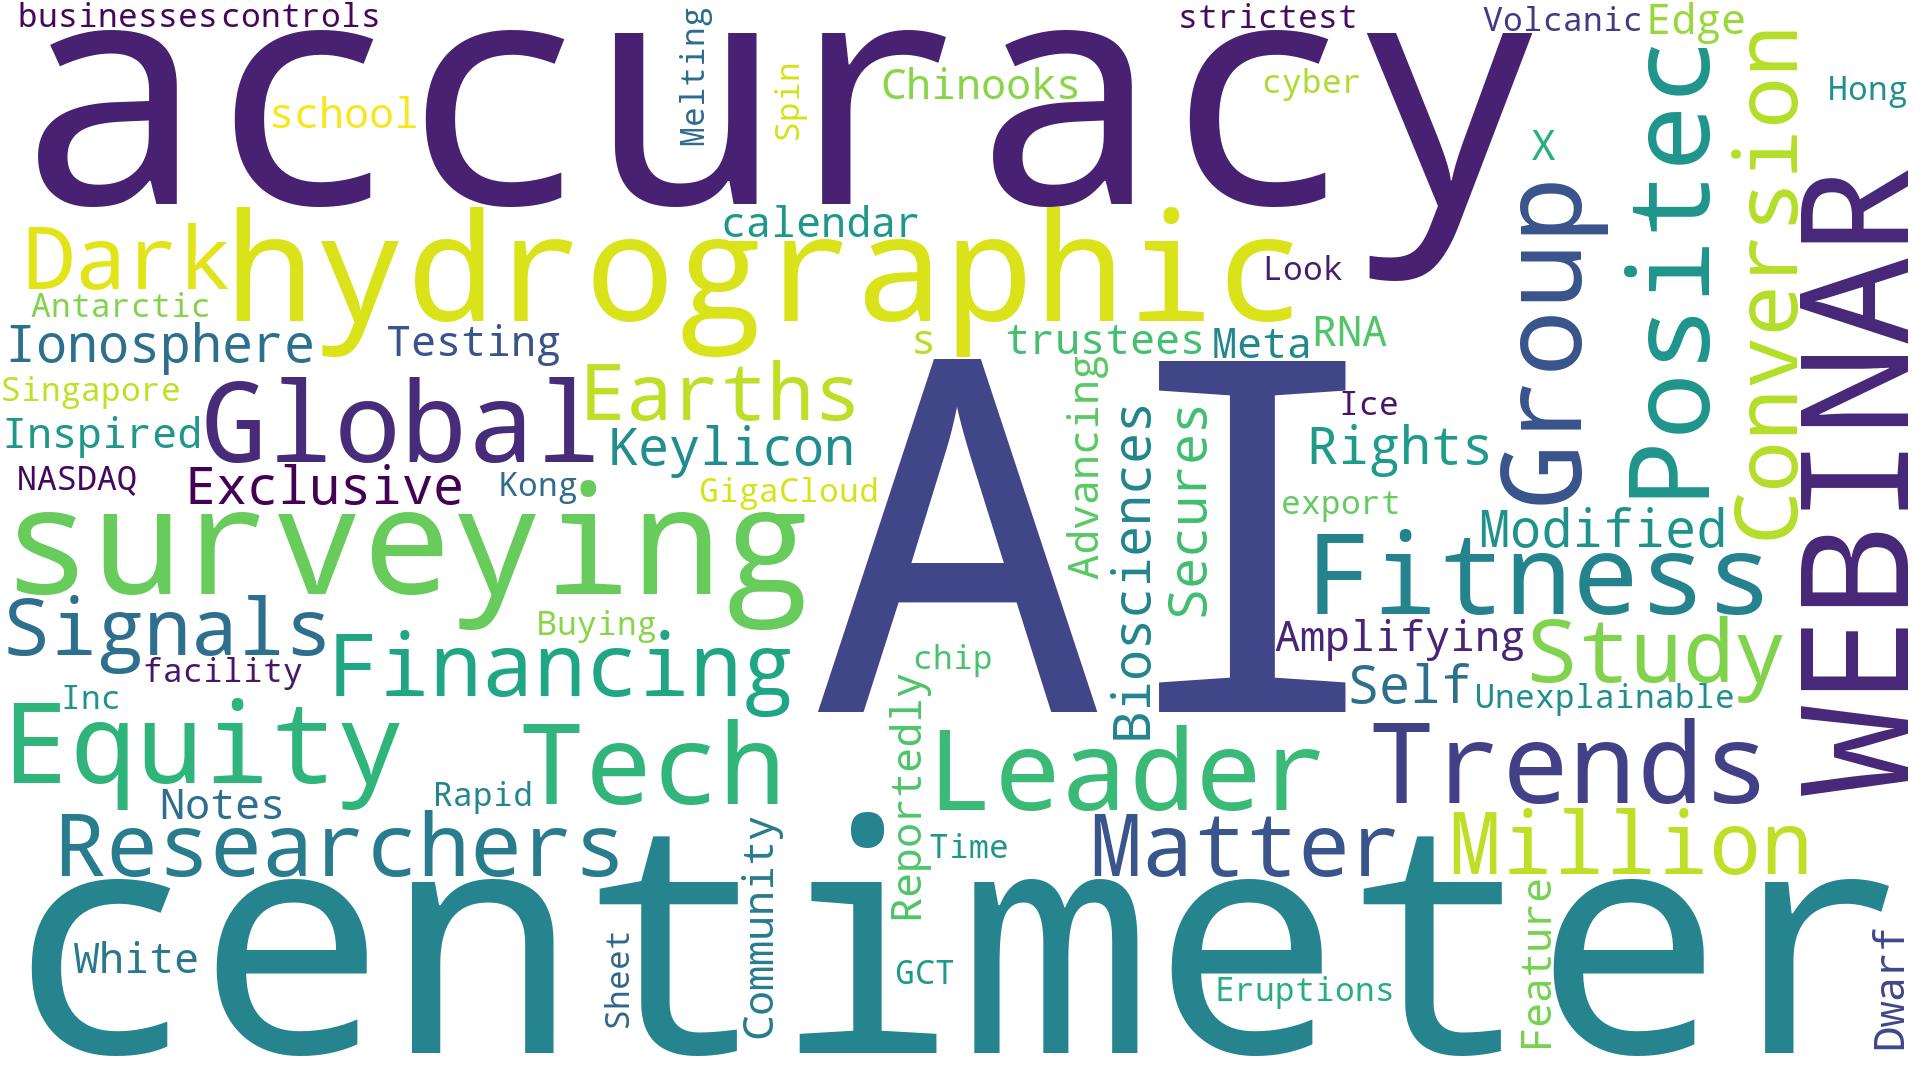 businesses
controls
accuracy
strictest
Volcanic
Edge
Melting
Spin
Chinooks
cyber
school
Hong
X
Positec
Conversion
WEBINAR
Group
calendar
Dark
hydrographic
Look
Antarctic
Ionosphere
Testing
s
trustees
Meta
RNA
Singapore
Global
Earths
AI
Advancing
Biosciences
Secures
Ice
Inspired
Keylicon
Rights
NASDAQ
Exclusive
Kong
GigaCloud
export
surveying
Modified
Fitness
Signals
Buying
Amplifying
Study
facility
Financing
chip
Self
Unexplainable
Inc
Equity
Tech
Reportedly
Leader
Trends
Notes
Rapid
Researchers
Community
Time
Matter
Million
centimeter
White
Sheet
GCT
Eruptions
Feature
Dwarf